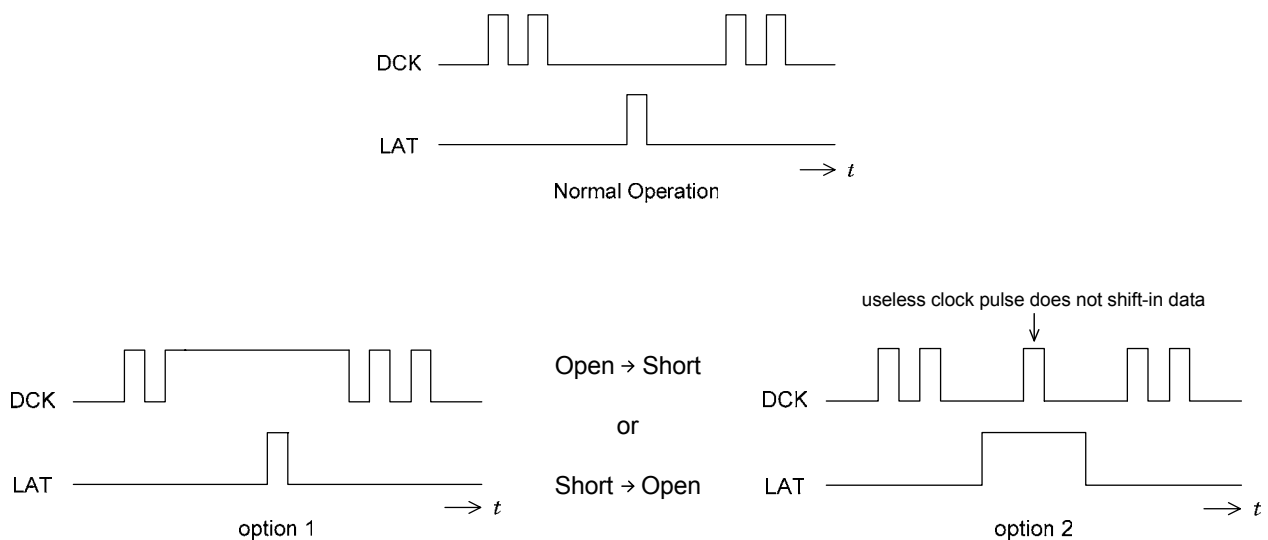 DCK
LAT
t
Normal Operation
useless clock pulse does not shift-in data
DCK
LAT
t
option 1
Open → Short
or
Short → Open
DCK
LAT
t
option 2